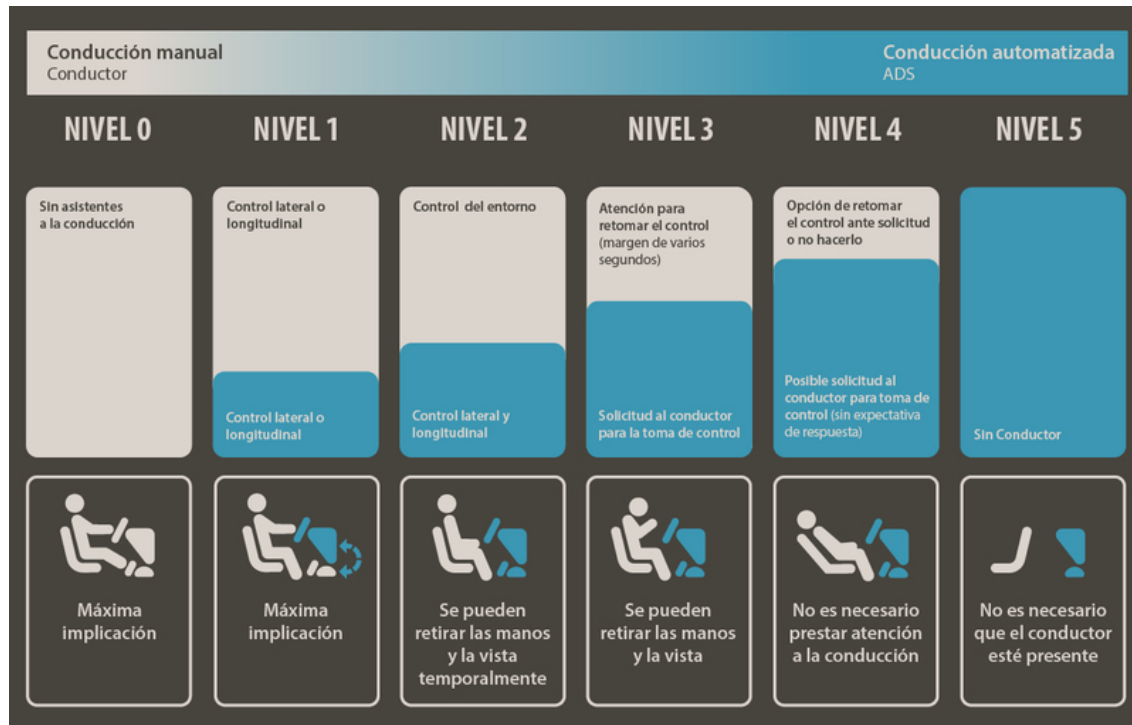 Conducción manual
Conductor
Conducción automatizada
ADS
NIVEL 0
NIVEL 1
NIVEL 2
NIVEL 3
NIVEL 4
NIVEL 5
Sin asistentes
a la conducción
Control lateral o
longitudinal
Control lateral o
longitudinal
Control del entorno
Control lateral y
longitudinal
Atención para
retomar el control
(margen de varios
segundos)
Solicitud al conductor
para la toma de control
Opción de retomar
el control ante solicitud
o no hacerlo
Posible solicitud al
conductor para toma de
control (sin expectativa
de respuesta)
Sin Conductor
Máxima
implicación
Máxima
implicación
Se pueden
retirar las manos
y la vista
temporalmente
Se pueden
retirar las manos
y la vista
No es necesario
prestar atención
a la conducción
No es necesario
que el conductor
esté presente